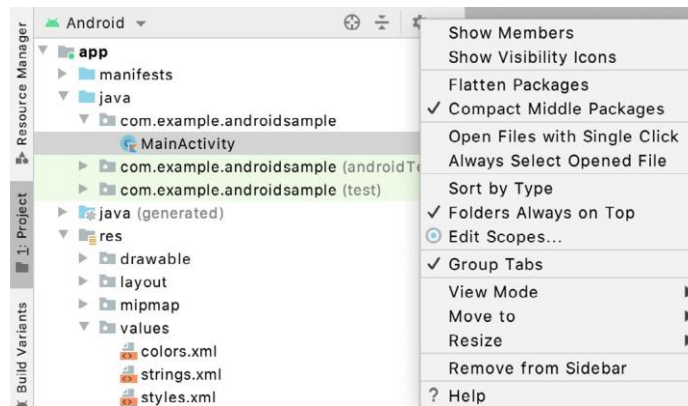 Android
app
manifests
java
com.example.androidsample
MainActivity
com.example.androidsample (androidTe
com.example.androidsample (test)
java (generated)
res
drawable
layout
mipmap
values
colors.xml
strings.xml
styles.xml
Resource Manager
1: Project
Build Variants
Show Members
Show Visibility Icons
Flatten Packages
Compact Middle Packages
Open Files with Single Click
Always Select Opened File
Sort by Type
Folders Always on Top
Edit Scopes...
Group Tabs
View Mode
Move to
Resize
Remove from Sidebar
? Help